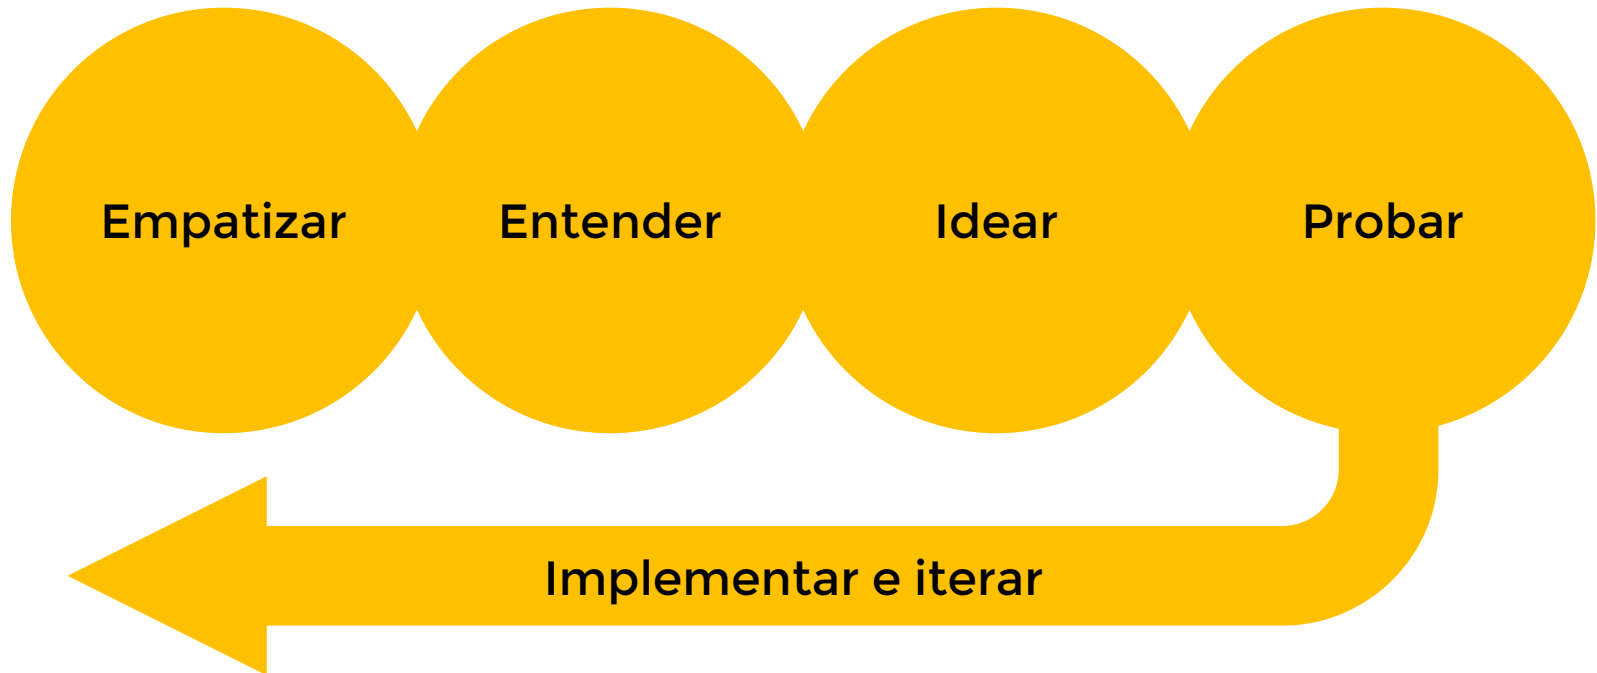 Empatizar
Entender
Idear
Probar
Implementar e iterar